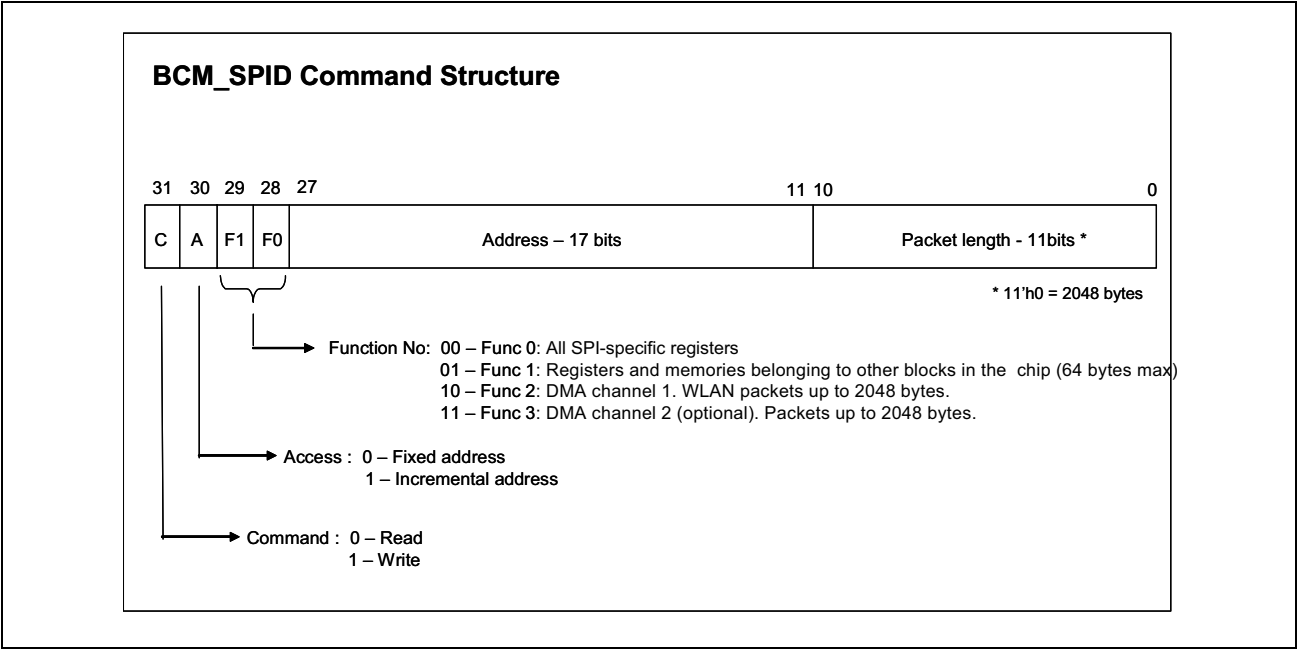 BCM_SPID Command Structure
31 30 29 28 27 11 10 0
C A F1 F0 Address – 17 bits Packet length - 11bits *
* 11'h0 = 2048 bytes
Function No: 00 – Func 0: All SPI-specific registers
01 – Func 1: Registers and memories belonging to other blocks in the chip (64 bytes max)
10 – Func 2: DMA channel 1. WLAN packets up to 2048 bytes.
11 – Func 3: DMA channel 2 (optional). Packets up to 2048 bytes.
Access : 0 – Fixed address
1 – Incremental address
Command : 0 – Read
1 – Write